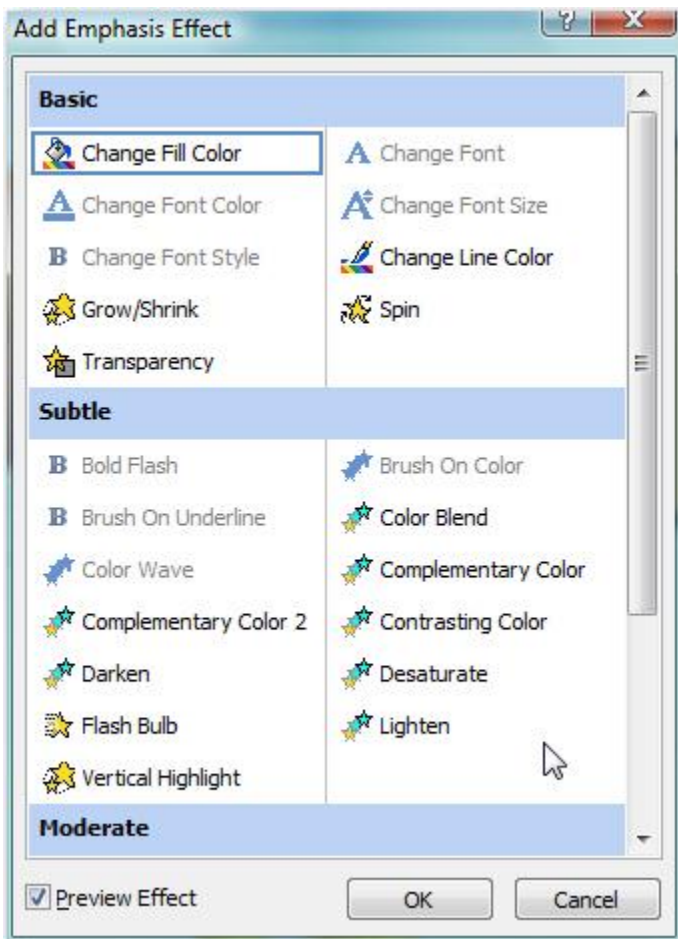 Add Emphasis Effect
Basic
Change Fill Color
Change Font
Change Font Color
Change Font Size
Change Font Style
Change Line Color
Grow/Shrink
Spin
Transparency
Subtle
Bold Flash
Brush On Color
Brush On Underline
Color Blend
Color Wave
Complementary Color
Complementary Color 2
Contrasting Color
Darken
Desaturate
Flash Bulb
Lighten
Vertical Highlight
Moderate
Preview Effect
OK
Cancel